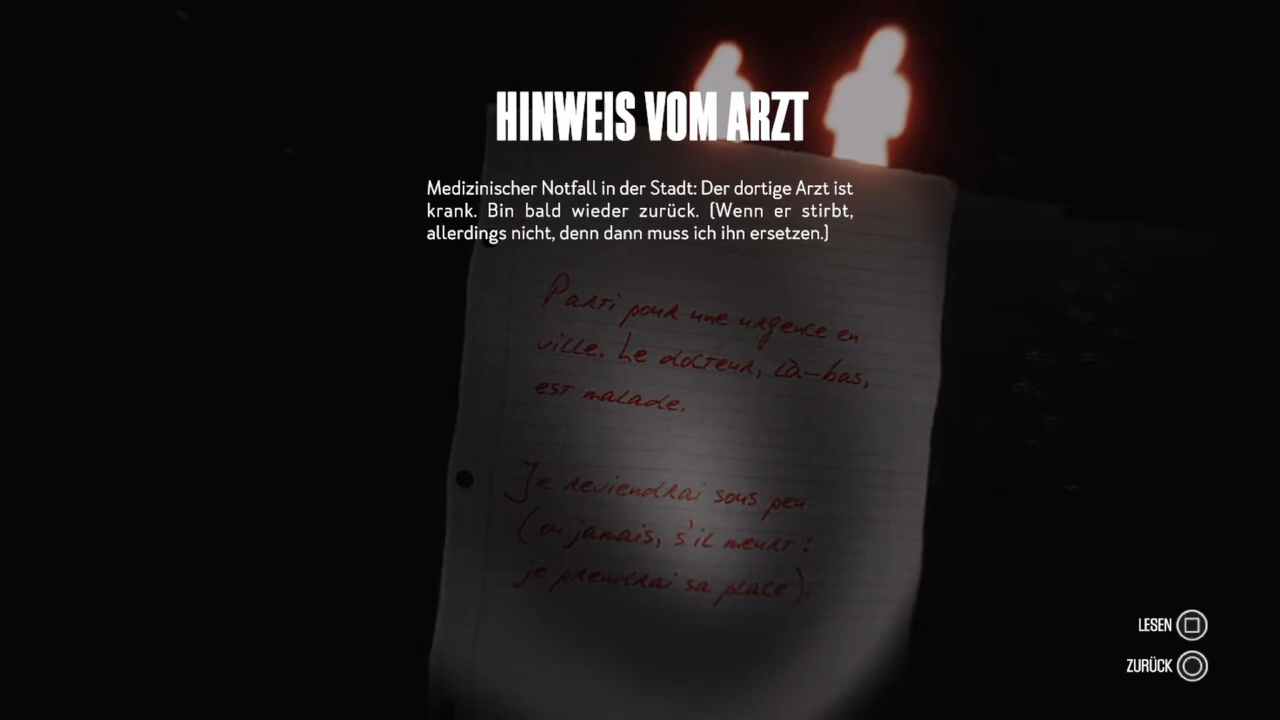 HINWEIS VOM ARZT
Medizinischer Notfall in der Stadt: Der dortige Arzt ist
krank. Bin bald wieder zurück. (Wenn er stirbt,
allerdings nicht, denn dann muss ich ihn ersetzen.)
Parti pour une urgence en
ville. Le docteur, là-bas,
est malade.
Je reviendrai sous peu
(ou jamais, s'il meurt :
je prendrai sa place).
LESEN
ZURÜCK